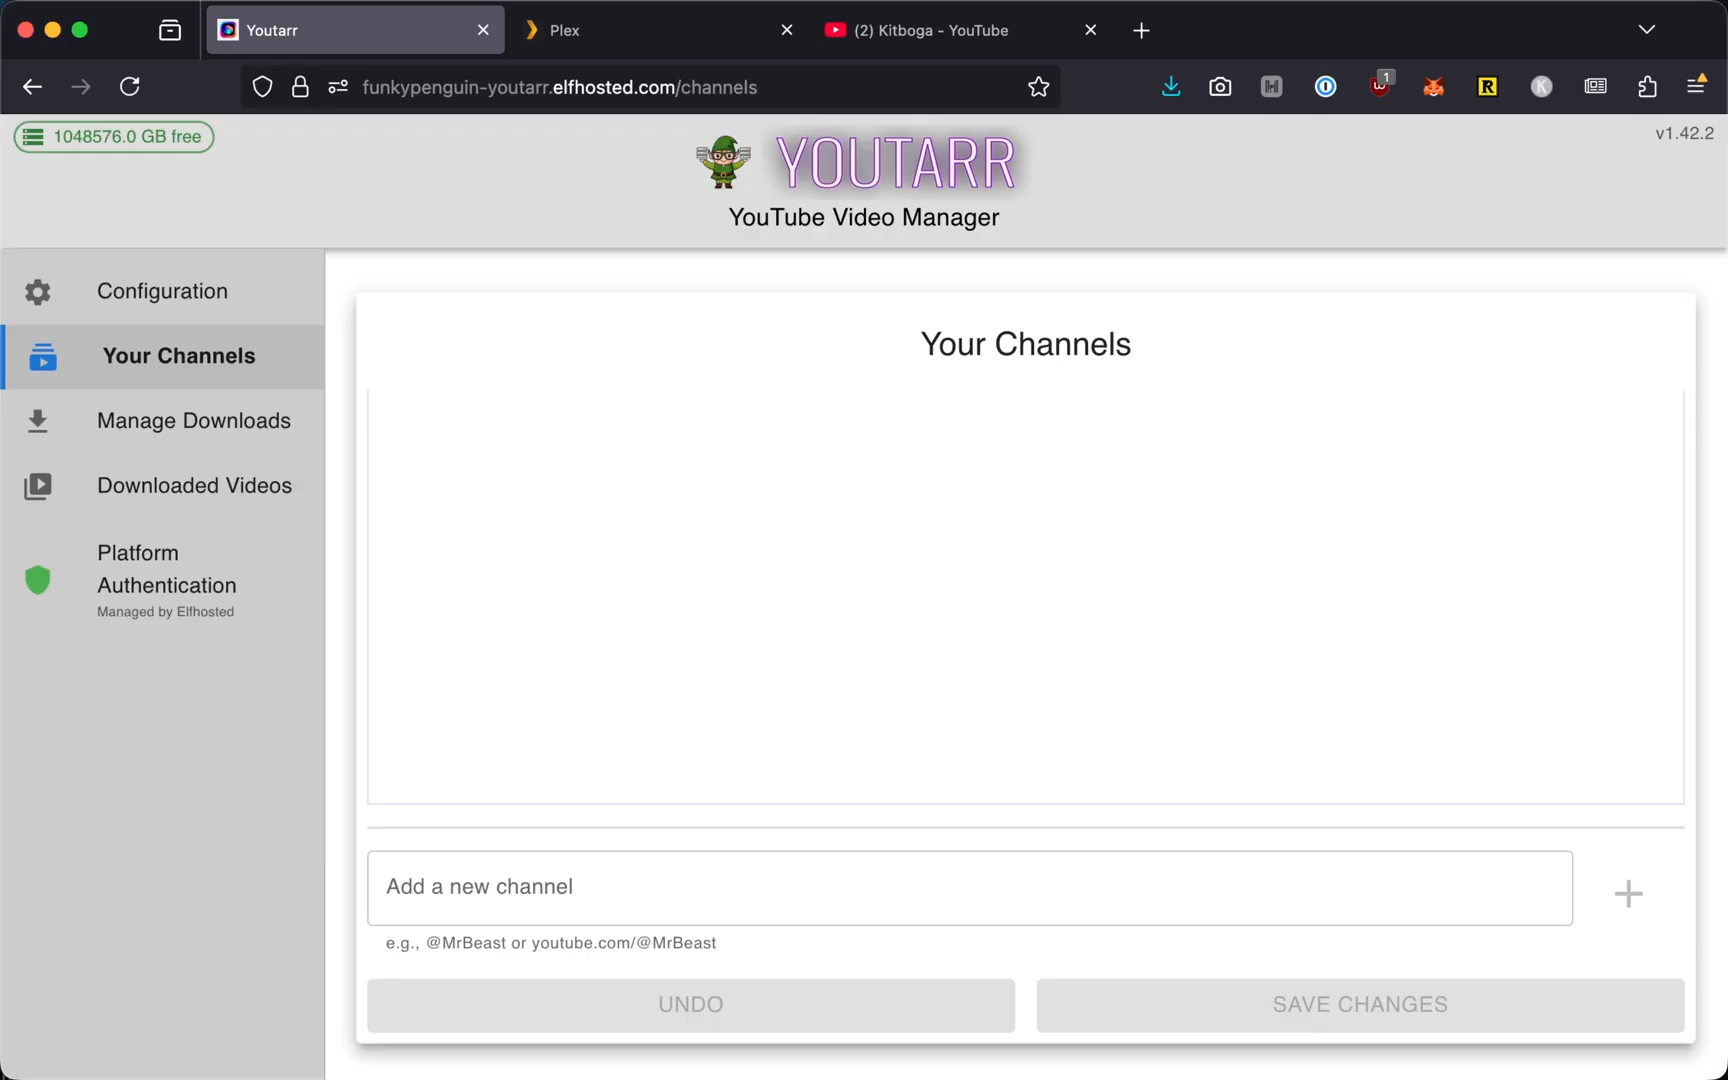 Youtarr
Plex
(2) Kitboga - YouTube
funkypenguin-youtarr.elfhosted.com/channels
1
R
K
1048576.0 GB free
YOUTARR
v1.42.2
YouTube Video Manager
Configuration
Your Channels
Manage Downloads
Downloaded Videos
Platform
Authentication
Managed by Elfhosted
Your Channels
Add a new channel
e.g., @MrBeast or youtube.com/@MrBeast
UNDO
SAVE CHANGES